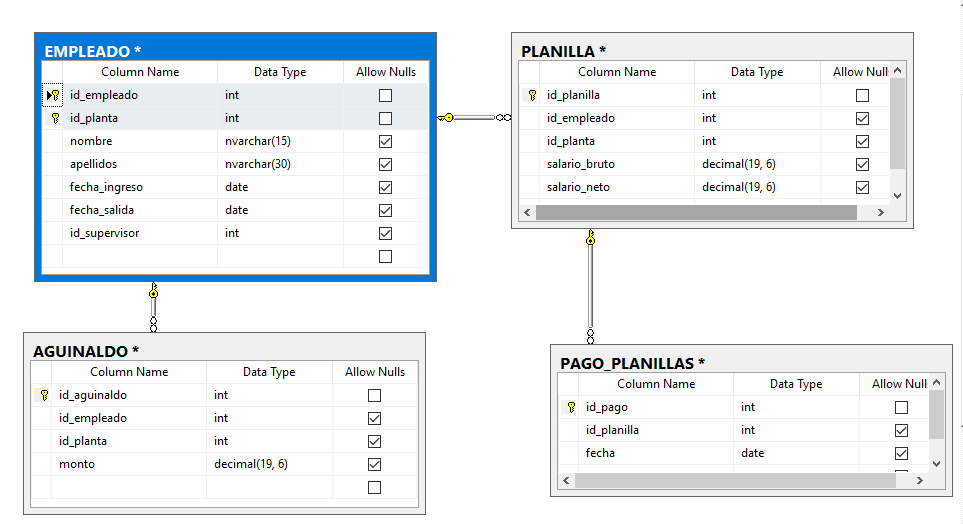 EMPLEADO *
Column Name Data Type Allow Nulls
id_empleado int
id_planta int
nombre nvarchar(15)
apellidos nvarchar(30)
fecha_ingreso date
fecha_salida date
id_supervisor int
PLANILLA *
Column Name Data Type Allow Null
id_planilla int
id_empleado int
id_planta int
salario_bruto decimal(19, 6)
salario_neto decimal(19, 6)
AGUINALDO *
Column Name Data Type Allow Nulls
id_aguinaldo int
id_empleado int
id_planta int
monto decimal(19, 6)
PAGO_PLANILLAS *
Column Name Data Type Allow Null
id_pago int
id_planilla int
fecha date